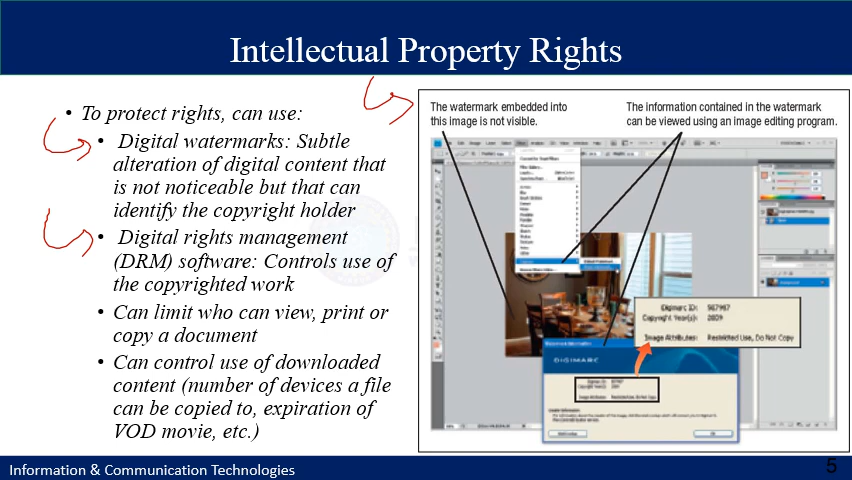 Intellectual Property Rights
• To protect rights, can use:
• Digital watermarks: Subtle
alteration of digital content that
is not noticeable but that can
identify the copyright holder
• Digital rights management
(DRM) software: Controls use of
the copyrighted work
• Can limit who can view, print or
copy a document
• Can control use of downloaded
content (number of devices a file
can be copied to, expiration of
VOD movie, etc.)
The watermark embedded into
this image is not visible.
The information contained in the watermark
can be viewed using an image editing program.
Digimarc ID: 507987
Copyright Year(s): 2009
Image Attributes: Restricted Use, Do Not Copy
DIGIMARC
Information & Communication Technologies
5